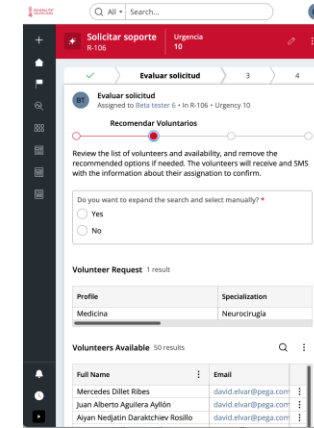 All
Search...
Solicitar soporte
R-106
Urgencia
10
Evaluar solicitud
3
4
BT
Evaluar solicitud
Assigned to Beta tester 6 • In R-106 • Urgency 10
Recomendar Voluntarios
Review the list of volunteers and availability, and remove the
recommended options if needed. The volunteers will receive and SMS
with the information about their assignation to confirm.
Do you want to expand the search and select manually? *
Yes
No
Volunteer Request 1 result
Profile Specialization
Medicina Neurocirugía
Volunteers Available 50 results
Full Name Email
Mercedes Dillet Ribes david.elvar@pega.com
Juan Alberto Aguilera Ayllón david.elvar@pega.com
Aiyan Nedjatin Daraktchiev Rosillo david.elvar@pega.com